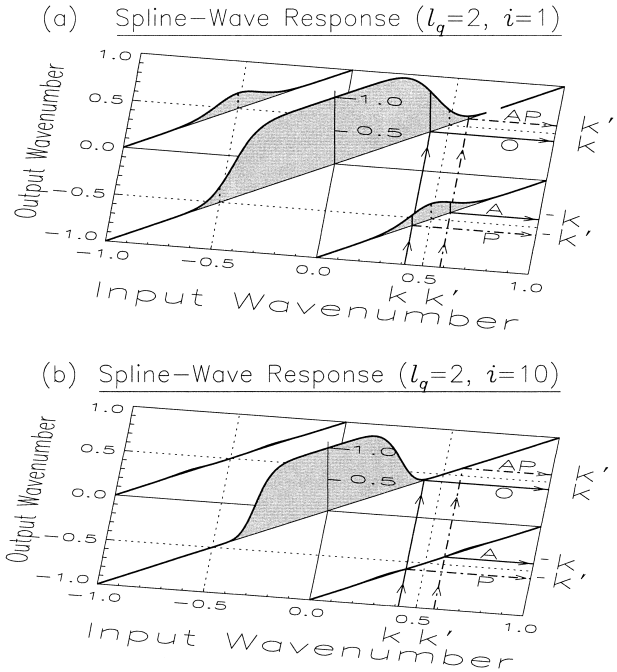 (a) Spline-Wave Response (l_q=2, i=1)
1.0
0.5
0.0
-0.5
-1.0
Output Wavenumber
1.0
0.5
AP
O
A
P
k'
k
-k
-k'
-1.0
-0.5
0.0
0.5
1.0
k k'
Input Wavenumber
(b) Spline-Wave Response (l_q=2, i=10)
1.0
0.5
0.0
-0.5
-1.0
Output Wavenumber
1.0
0.5
AP
O
A
P
k'
k
-k
-k'
-1.0
-0.5
0.0
0.5
1.0
k k'
Input Wavenumber